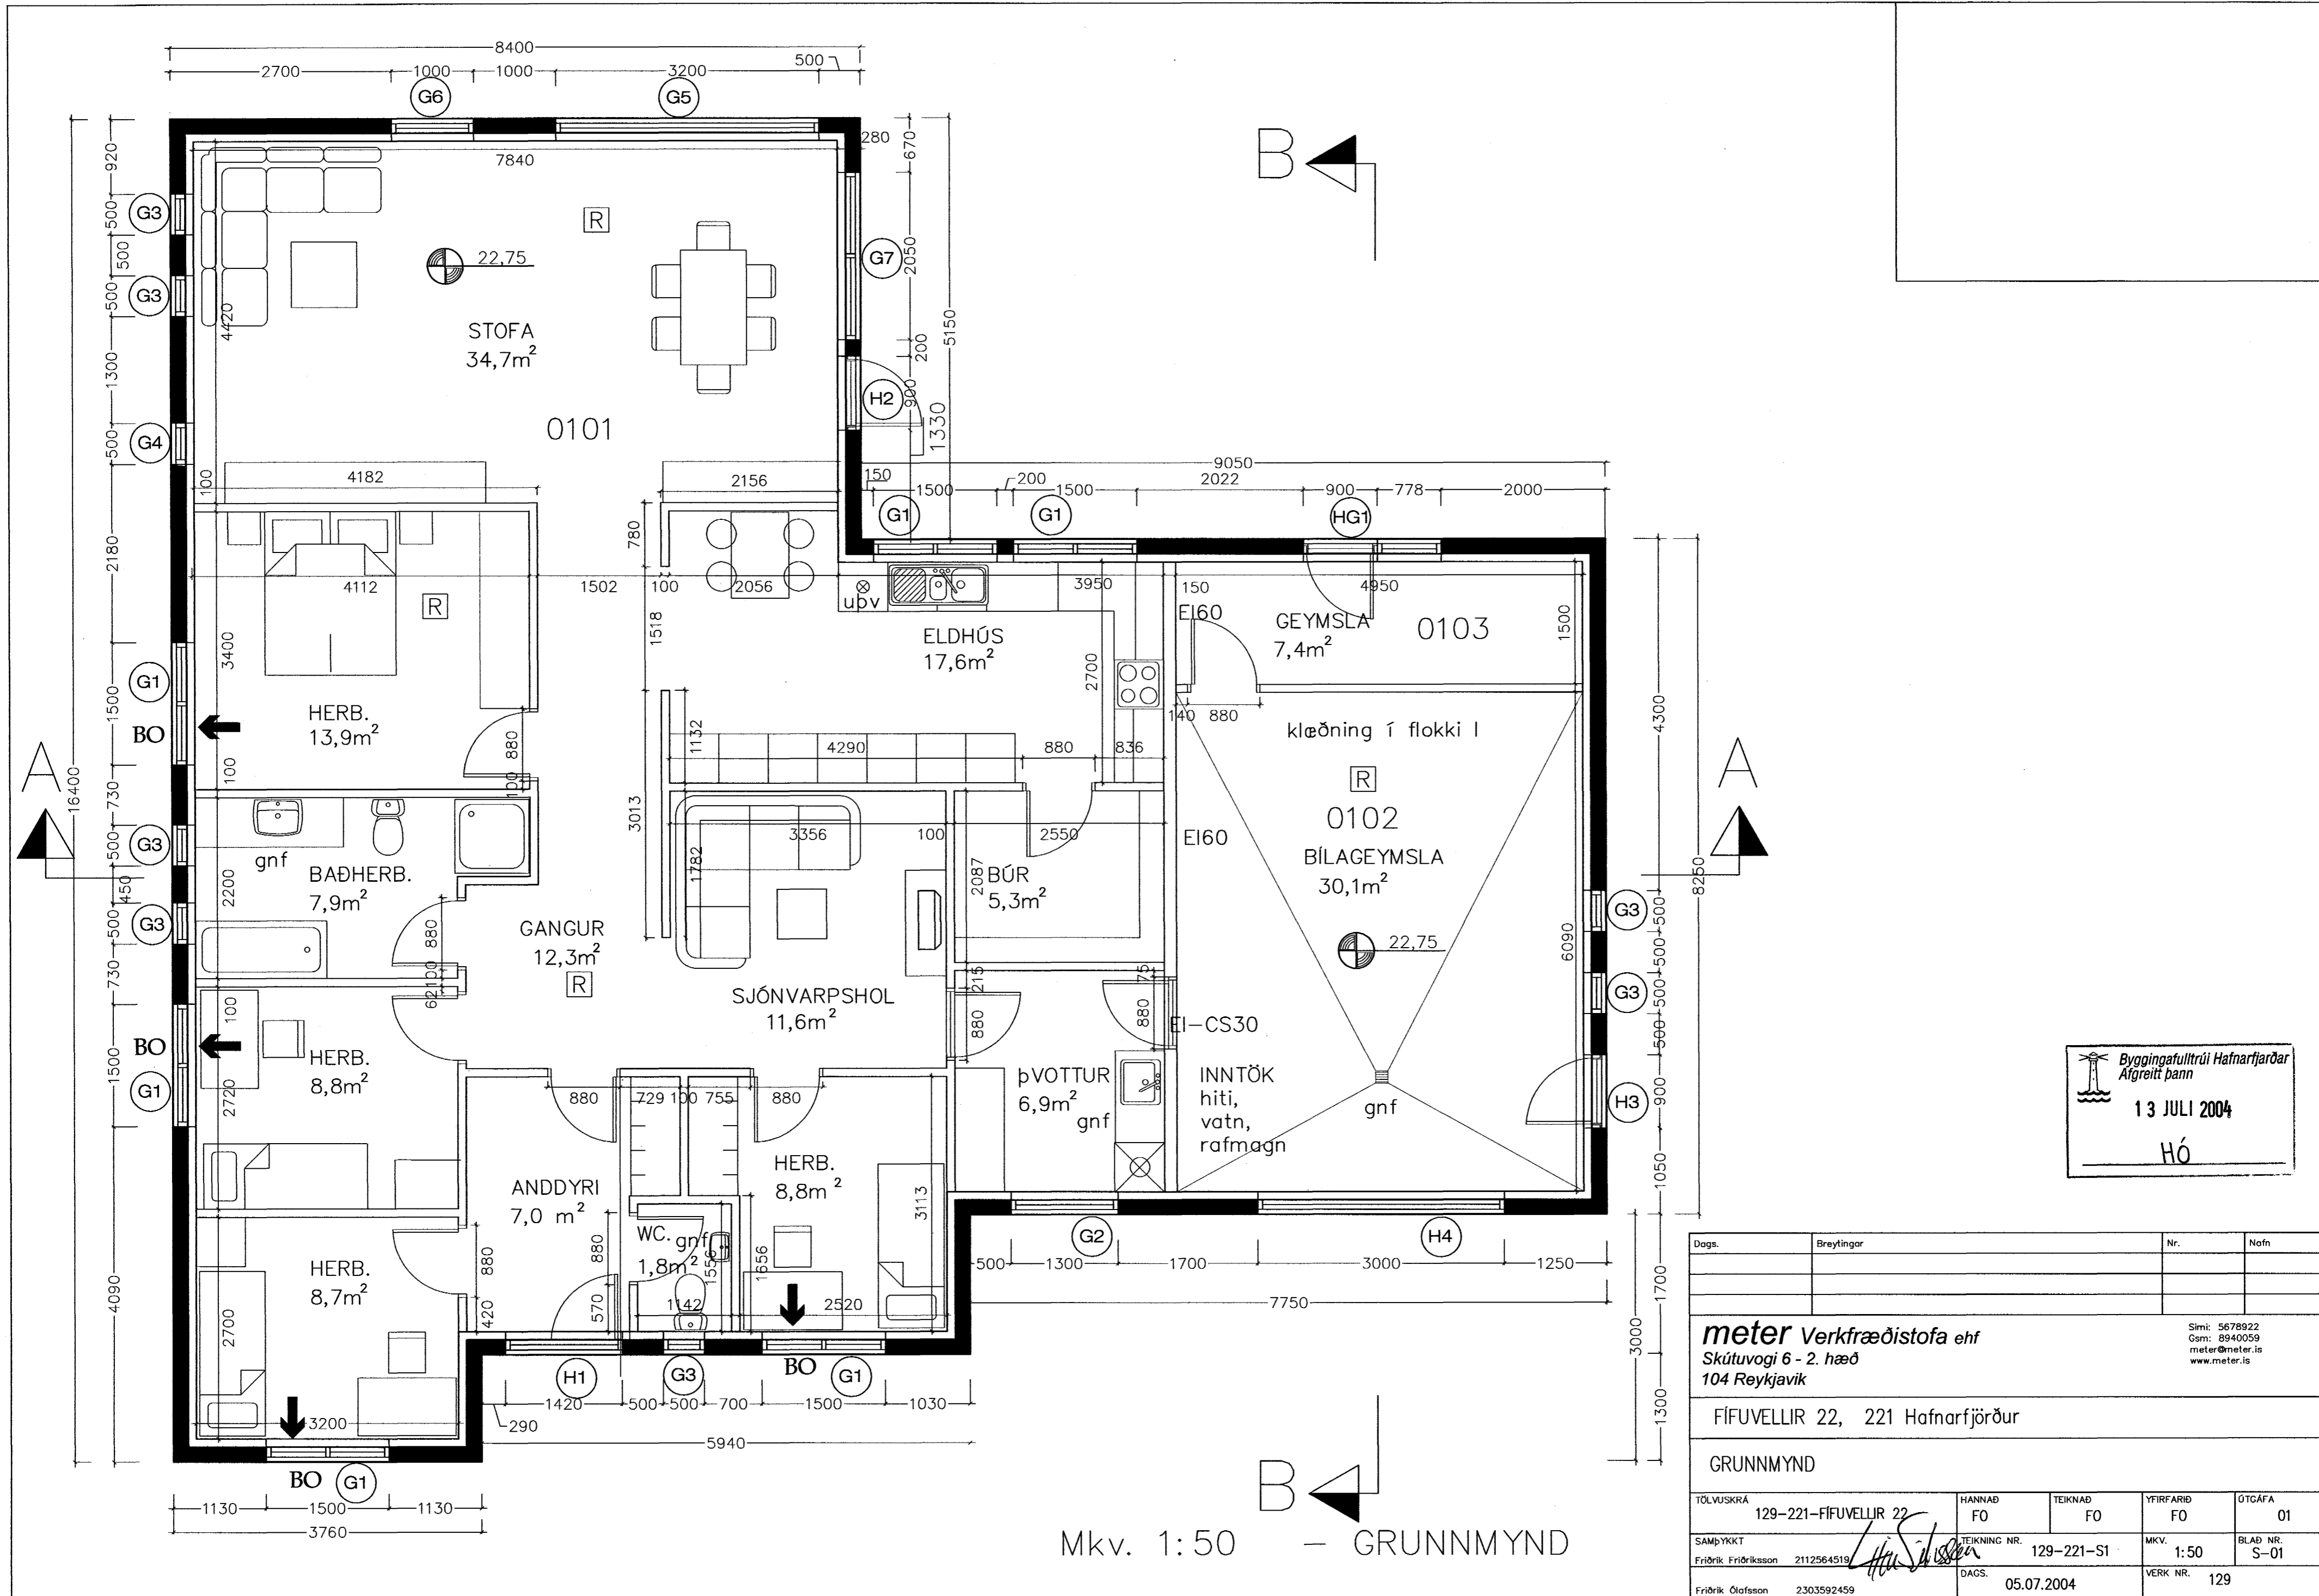 8400
2700
1000
1000
3200
500
G6
G5
280
7840
920
500
500
500
1300
500
2180
1500
730
500
450
500
730
1500
4090
16400
G3
G3
G4
G1
BO
G3
G3
BO
G1
670
2050
200
900
1330
5150
G7
H2
R
22,75
STOFA
34,7m²
0101
4420
100
4182
2156
B
9050
150
1500
200
1500
2022
900
778
2000
G1
G1
HG1
780
4112
1502
100
2056
3950
150
4950
upv
R
EI60
GEYMSLA
7,4m²
0103
1500
1518
ELDHÚS
17,6m²
3400
2700
HERB.
13,9m²
880
100
100
1132
4290
880
836
140
880
klæðning í flokki I
R
0102
BÍLAGEYMSLA
30,1m²
EI60
4300
8250
A
A
gnf
BAÐHERB.
7,9m²
2200
880
3013
3356
100
2550
1782
2087
BÚR
5,3m²
GANGUR
12,3m²
R
22,75
6090
G3
G3
H3
500
500
500
500
900
1050
100
62
100
215
75
SJÓNVARPSHOL
11,6m²
880
880
EI-CS30
HERB.
8,8m²
2720
880
729
100
755
880
ÞVOTTUR
6,9m²
gnf
INNTÖK
hiti,
vatn,
rafmagn
gnf
HERB.
8,8m²
3113
ANDDYRI
7,0 m²
WC.
gnf
1,8m²
880
1556
1656
HERB.
8,7m²
880
420
570
1142
2520
2700
3200
G2
H4
500
1300
1700
3000
1250
7750
1700
3000
1300
H1
G3
BO
G1
1420
500
500
700
1500
1030
290
5940
BO
G1
1130
1500
1130
3760
B
Mkv. 1:50 – GRUNNMYND
Byggingafulltrúi Hafnarfjarðar
Afgreitt þann
13 JULI 2004
HÓ
Dags.
Breytingar
Nr.
Nafn
meter Verkfræðistofa ehf
Skútuvogi 6 - 2. hæð
104 Reykjavik
Simi: 5678922
Gsm: 8940059
meter@meter.is
www.meter.is
FÍFUVELLIR 22, 221 Hafnarfjörður
GRUNNMYND
TÖLVUSKRÁ
129-221-FÍFUVELLIR 22
HANNAÐ
FO
TEIKNAÐ
FO
YFIRFARIÐ
FO
ÚTGÁFA
01
SAMÞYKKT
Friðrik Friðriksson 2112564519
Friðrik Ólafsson 2303592459
TEIKNING NR.
129-221-S1
MKV.
1:50
BLAÐ NR.
S-01
DAGS.
05.07.2004
VERK NR.
129